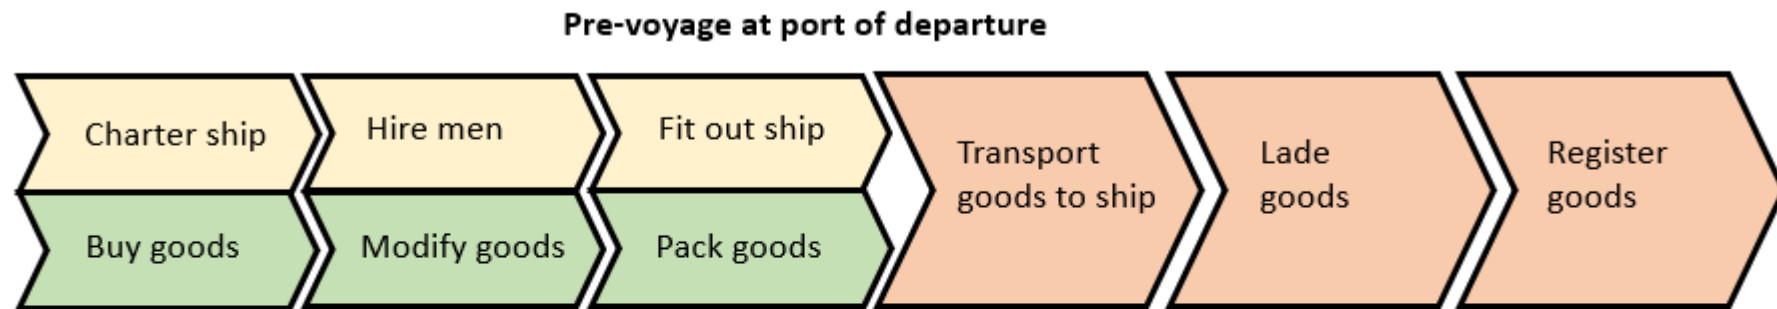 Pre-voyage at port of departure
Charter ship
Hire men
Fit out ship
Buy goods
Modify goods
Pack goods
Transport
goods to ship
Lade
goods
Register
goods